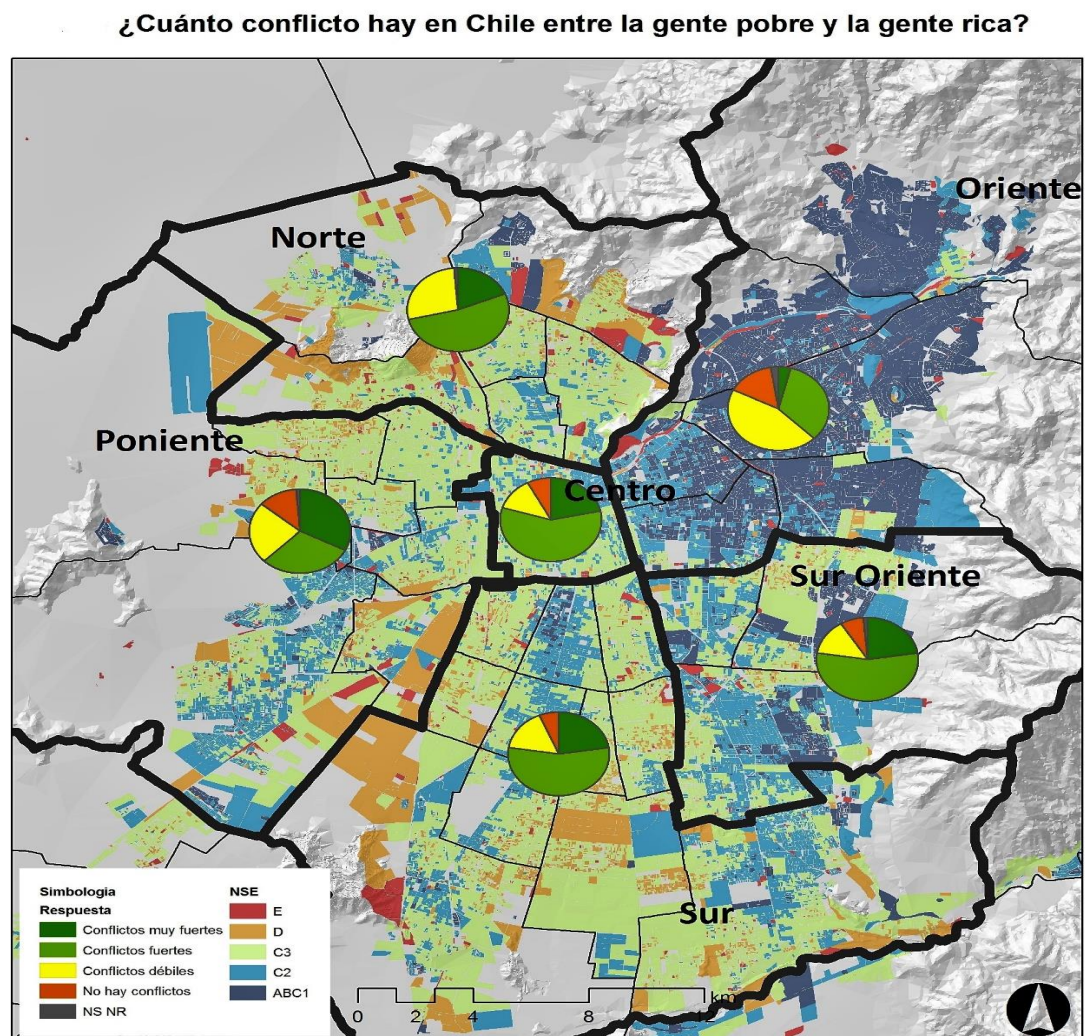 ¿Cuánto conflicto hay en Chile entre la gente pobre y la gente rica?
Oriente
Norte
Poniente
Centro
Sur Oriente
Sur
Simbologia
Respuesta
Conflictos muy fuertes
Conflictos fuertes
Conflictos débiles
No hay conflictos
NS NR
NSE
E
D
C3
C2
ABC1
0 2 4 8 km